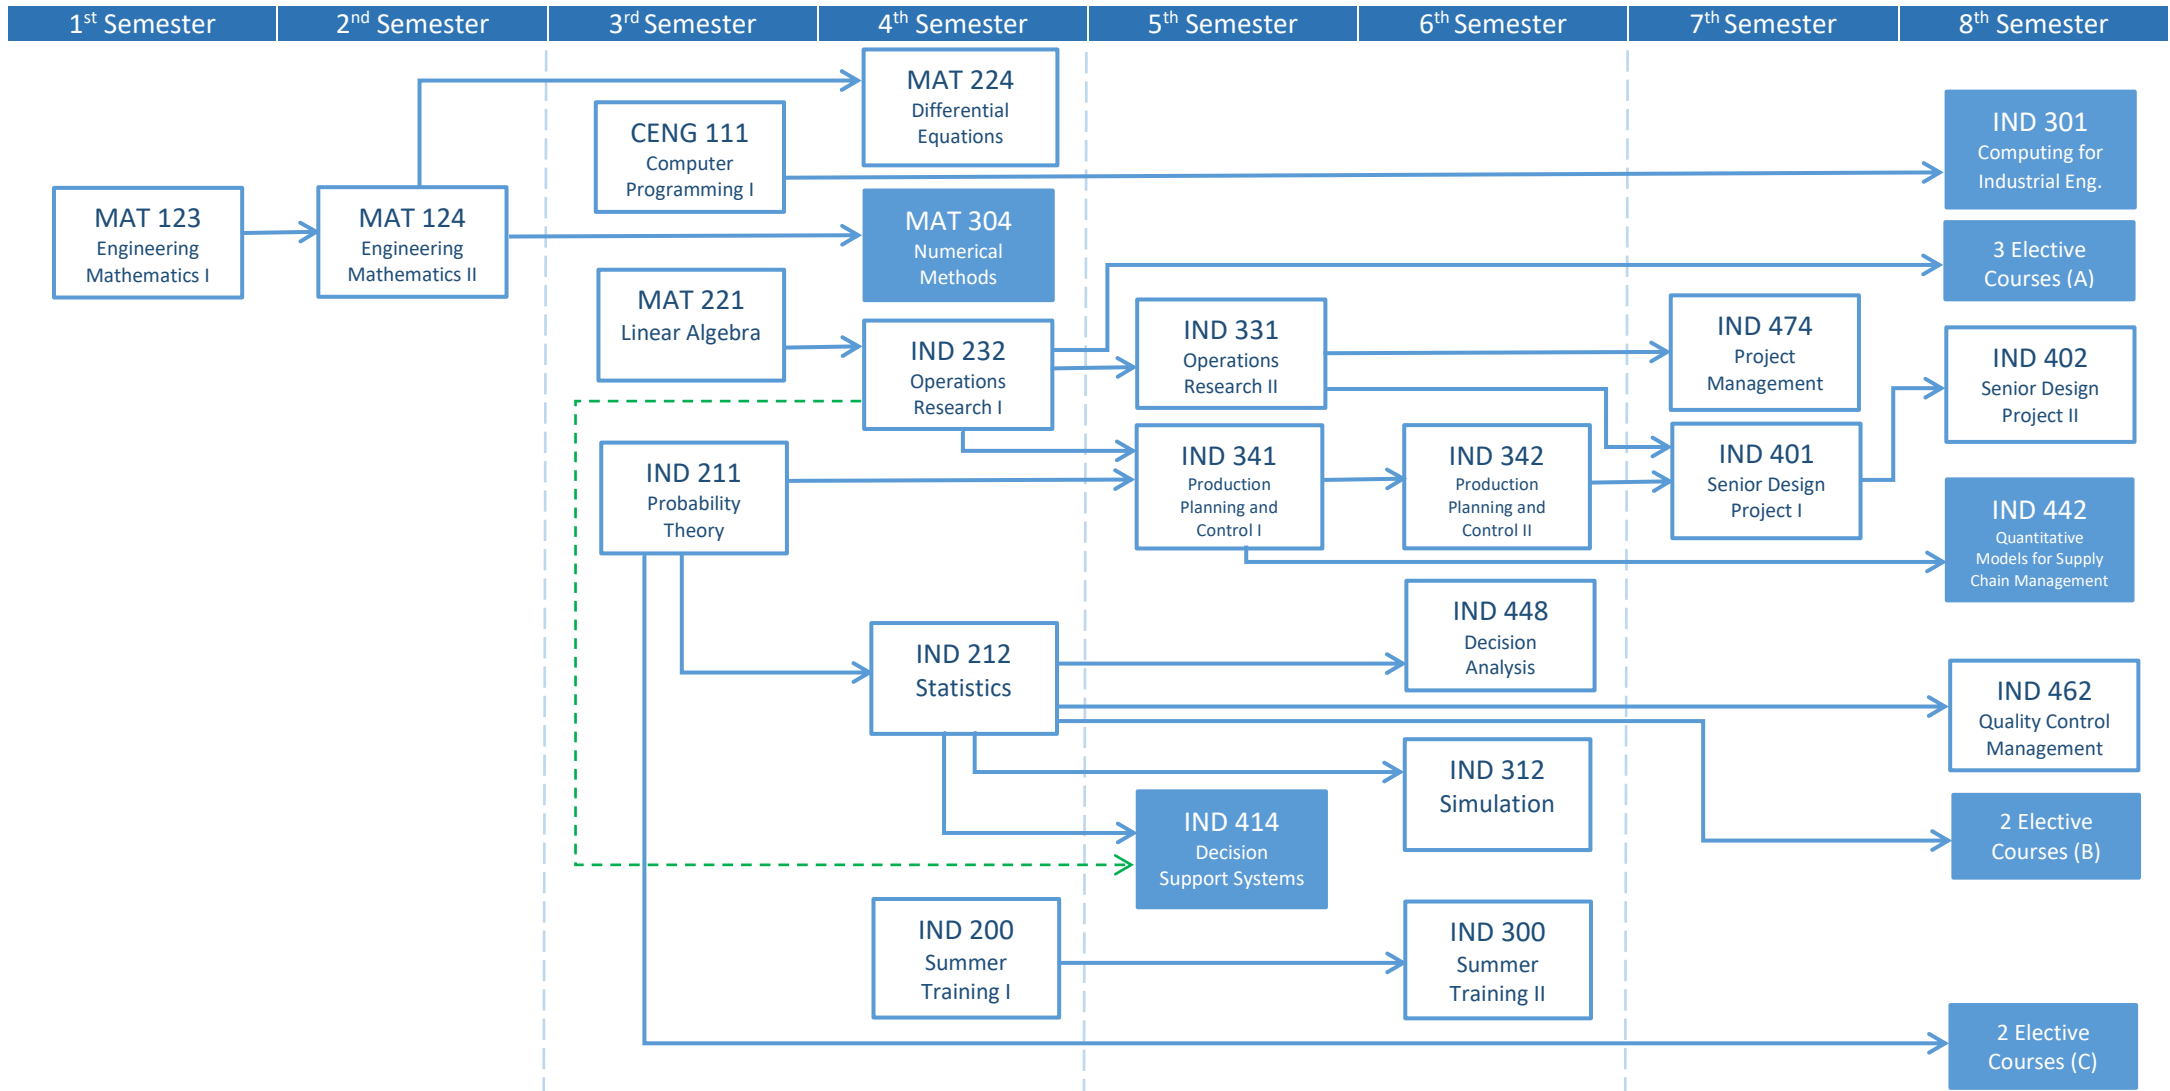 1st Semester
2nd Semester
3rd Semester
4th Semester
5th Semester
6th Semester
7th Semester
8th Semester
MAT 123
Engineering
Mathematics I
MAT 124
Engineering
Mathematics II
CENG 111
Computer
Programming I
MAT 221
Linear Algebra
IND 211
Probability
Theory
MAT 224
Differential
Equations
MAT 304
Numerical
Methods
IND 232
Operations
Research I
IND 212
Statistics
IND 200
Summer
Training I
IND 331
Operations
Research II
IND 341
Production
Planning and
Control I
IND 414
Decision
Support Systems
IND 342
Production
Planning and
Control II
IND 448
Decision
Analysis
IND 312
Simulation
IND 300
Summer
Training II
IND 474
Project
Management
IND 401
Senior Design
Project I
IND 301
Computing for
Industrial Eng.
3 Elective
Courses (A)
IND 402
Senior Design
Project II
IND 442
Quantitative
Models for Supply
Chain Management
IND 462
Quality Control
Management
2 Elective
Courses (B)
2 Elective
Courses (C)